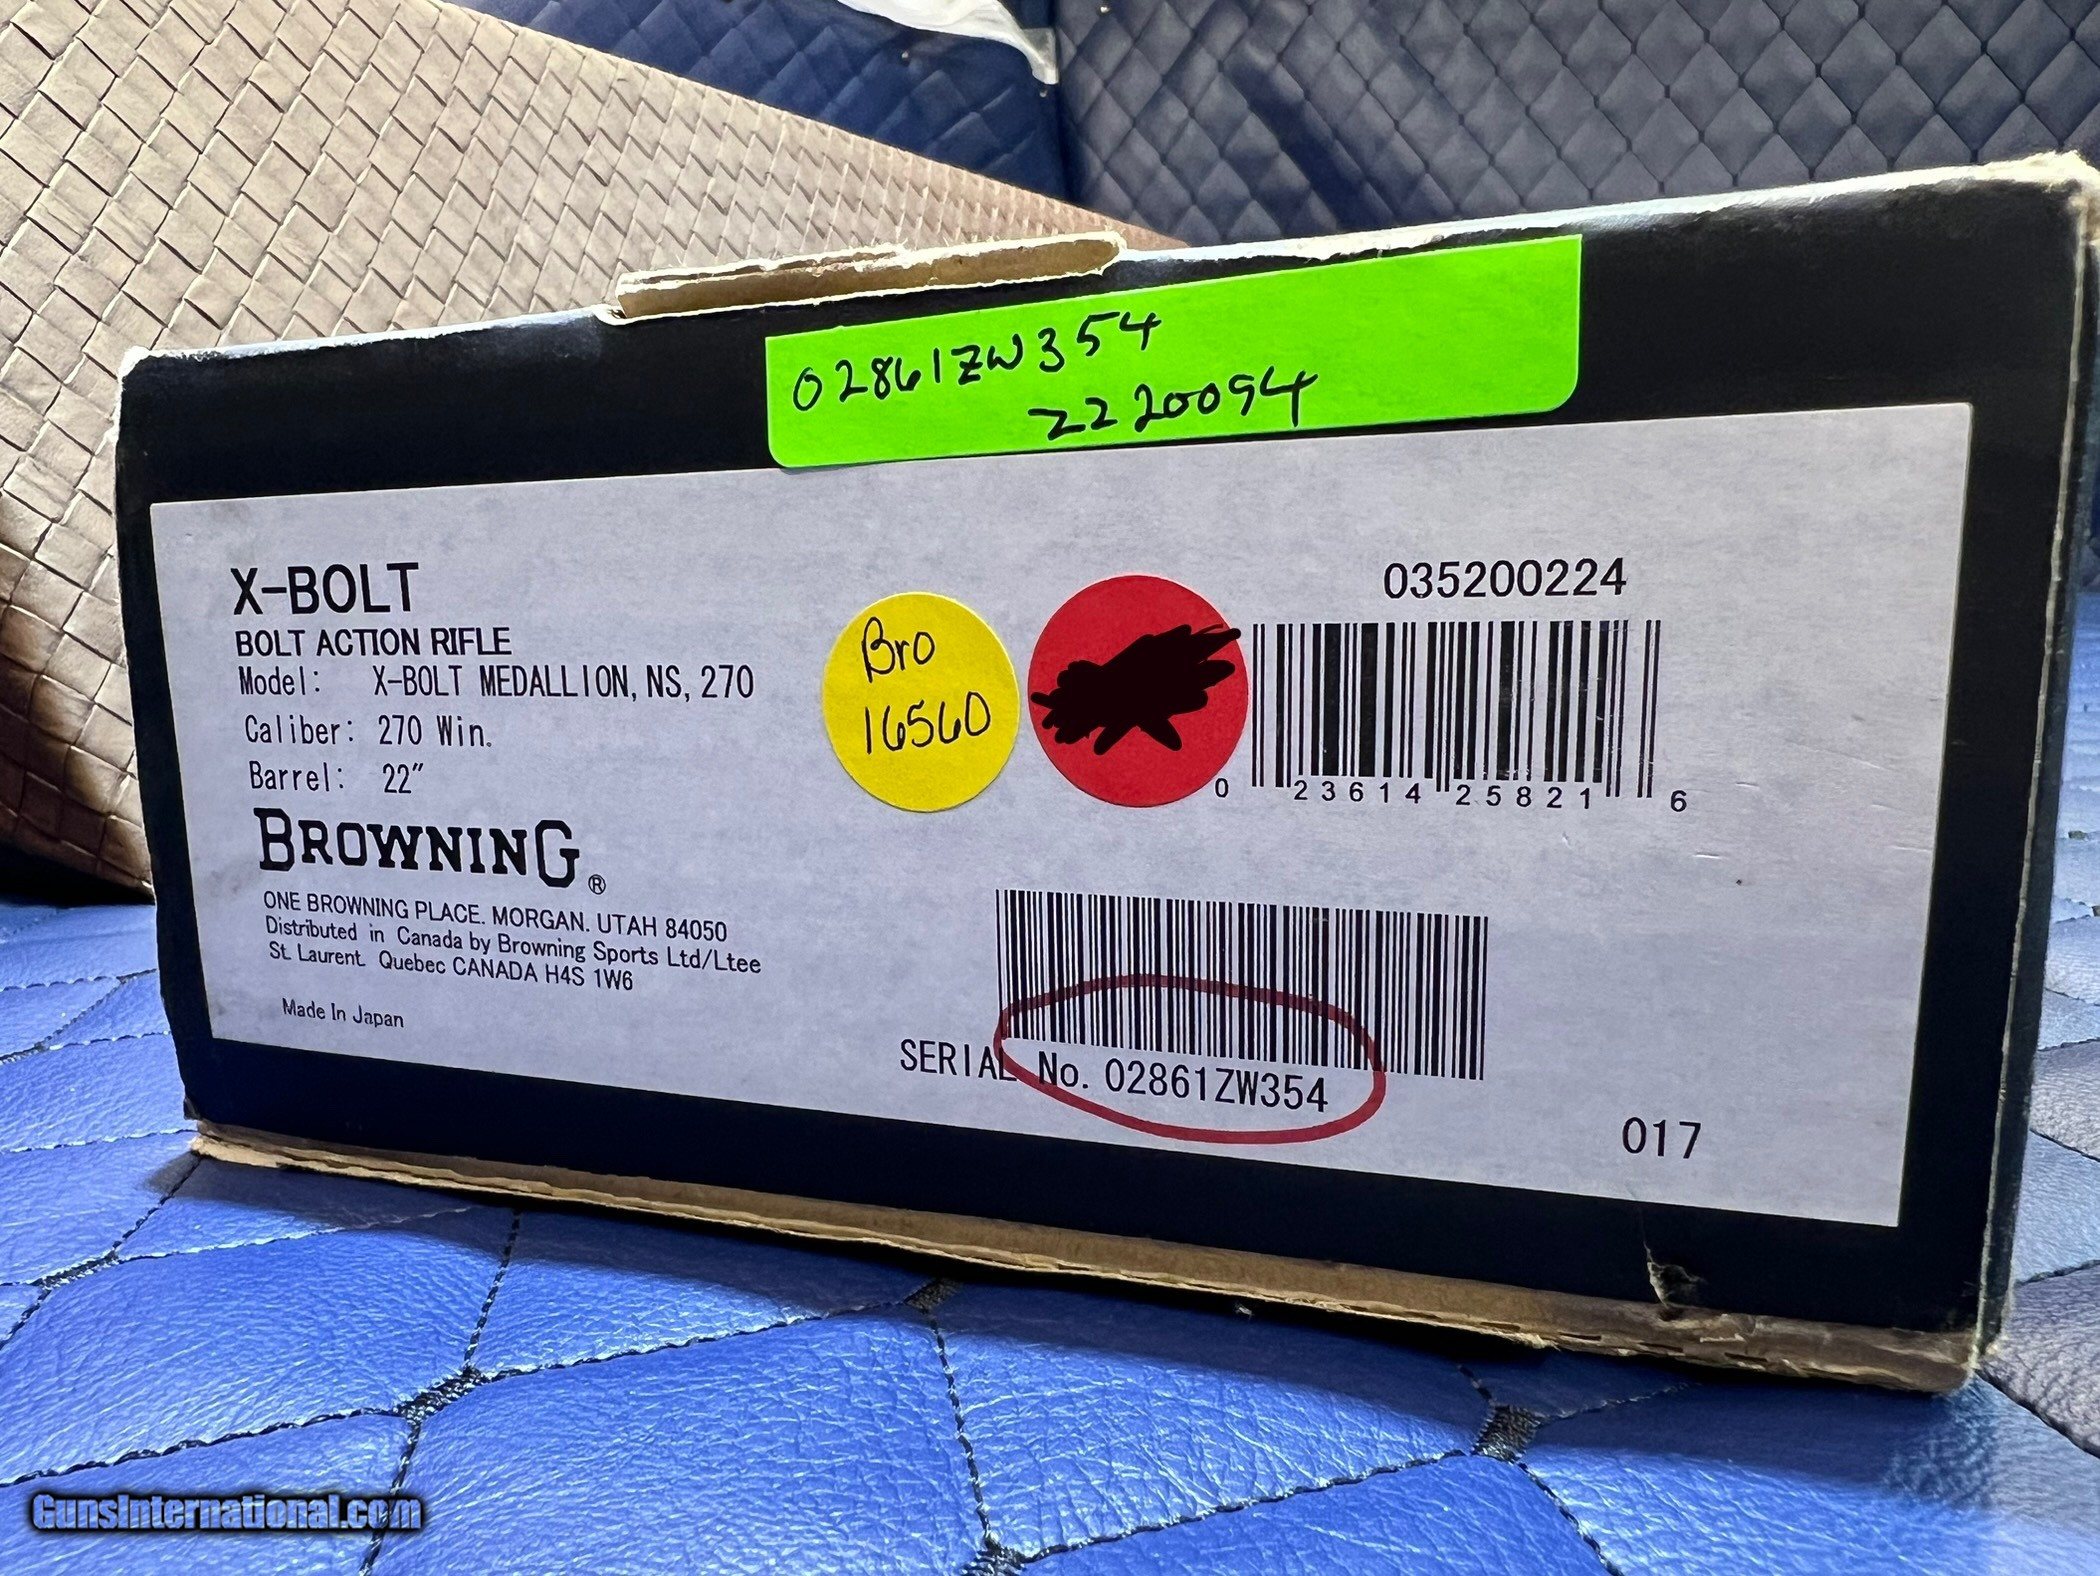 02861ZW354
2220094
X-BOLT
BOLT ACTION RIFLE
Model: X-BOLT MEDALLION, NS, 270
Caliber: 270 Win.
Barrel: 22"
BROWNING®
ONE BROWNING PLACE. MORGAN. UTAH 84050
Distributed in Canada by Browning Sports Ltd/Ltee
St. Laurent. Quebec CANADA H4S 1W6
Made In Japan
Bro
16560
035200224
0 23614 25821 6
SERIAL No. 02861ZW354
017
GunsInternational.com